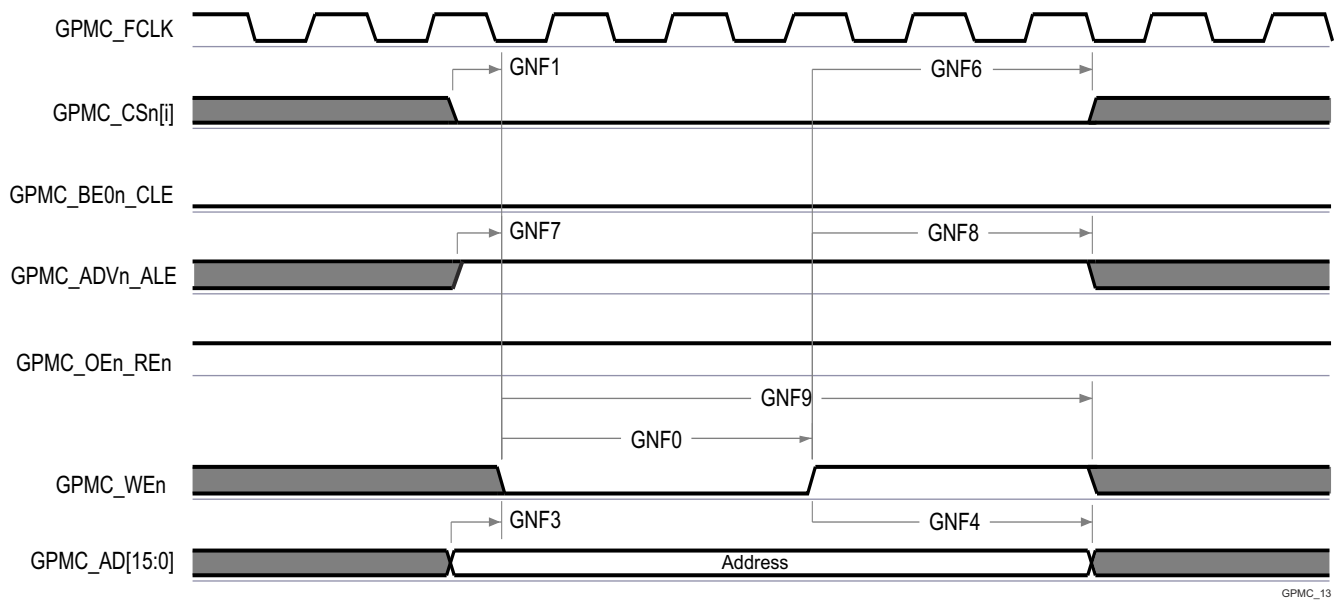 GPMC_FCLK
GNF1
GNF6
GPMC_CSn[i]
GPMC_BE0n_CLE
GNF7
GNF8
GPMC_ADVn_ALE
GPMC_OEn_REn
GNF9
GNF0
GPMC_WEn
GNF3
GNF4
GPMC_AD[15:0]
Address
GPMC_13